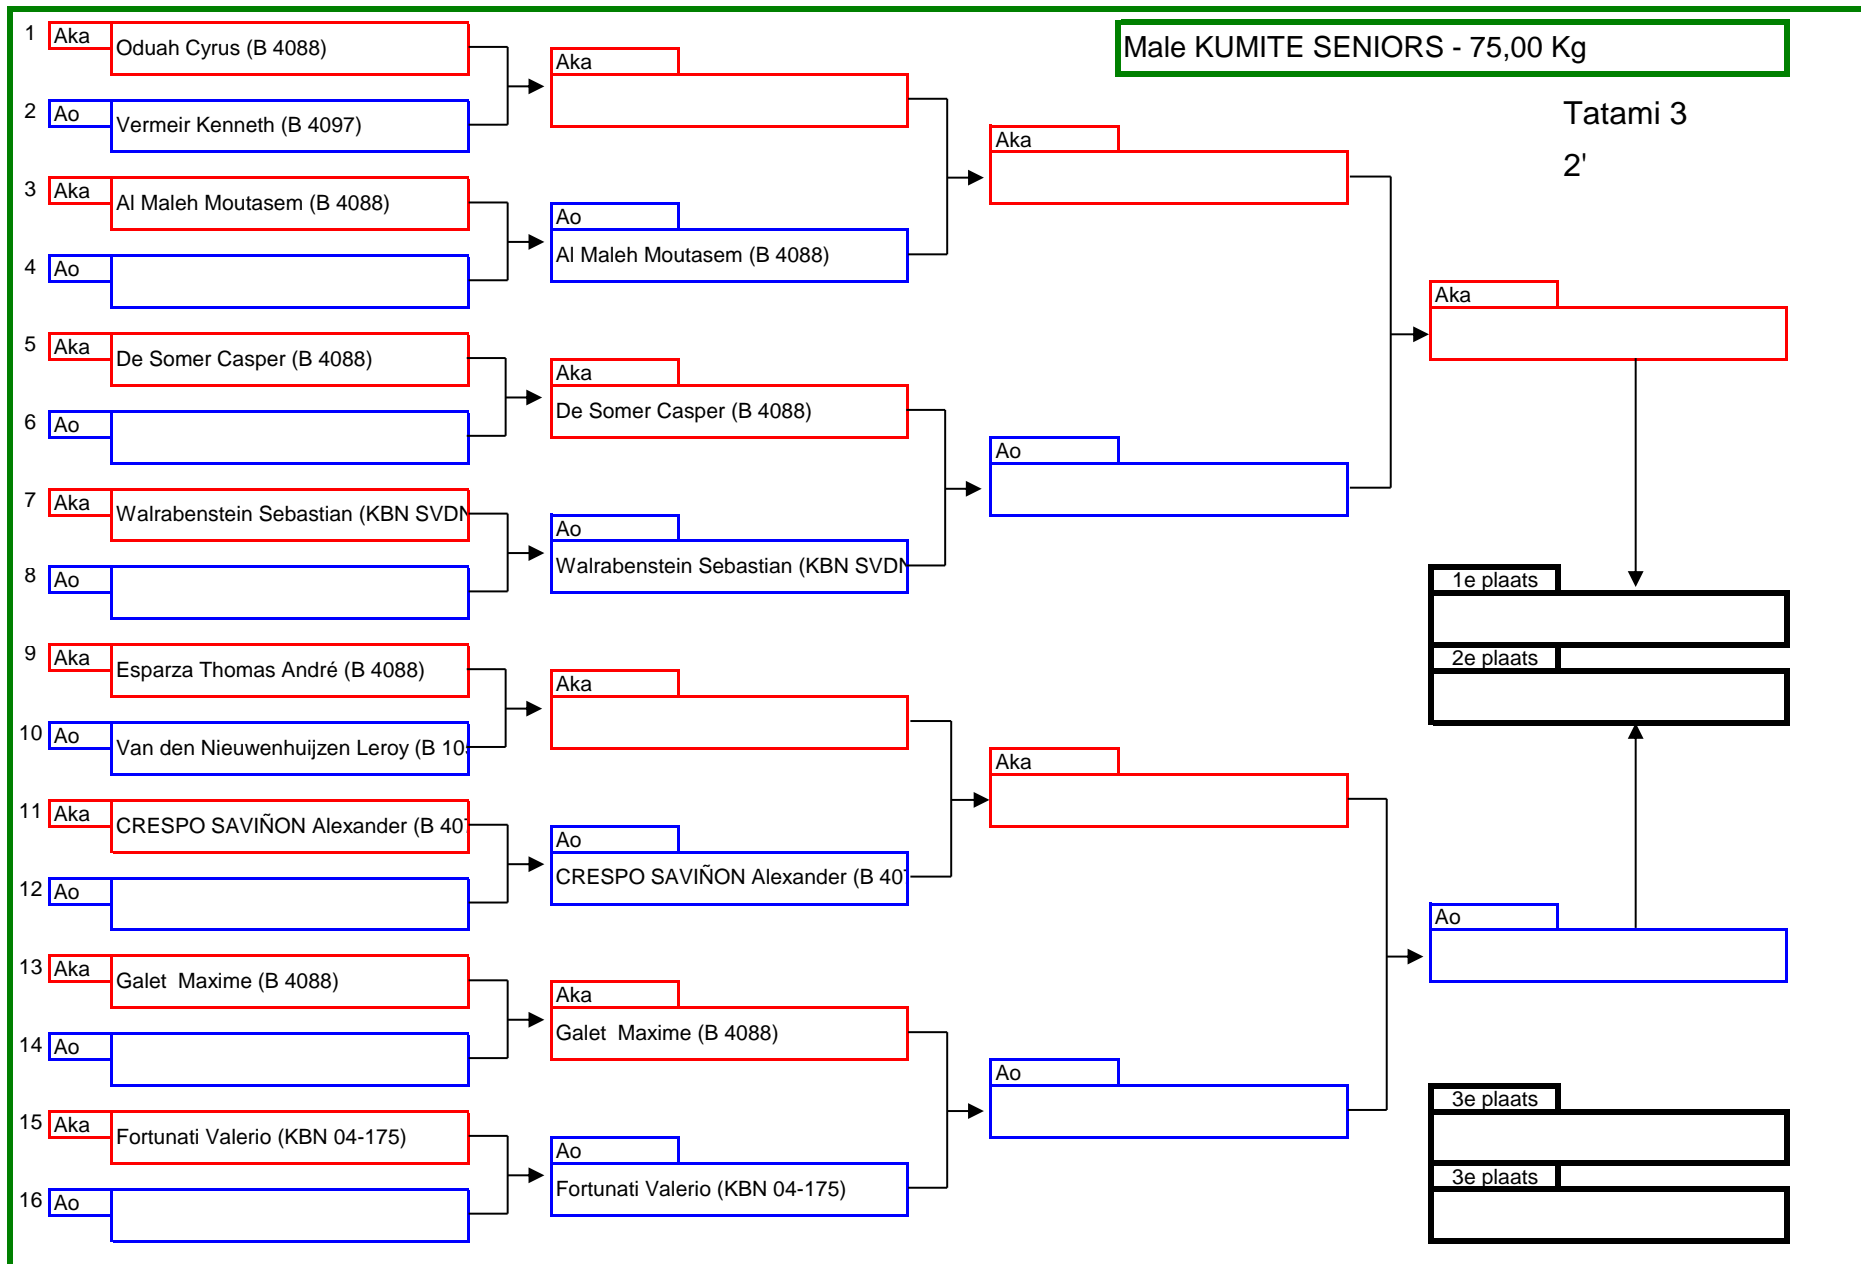 Male KUMITE SENIORS - 75,00 Kg
Tatami 3
2'
1 Aka Oduah Cyrus (B 4088)
2 Ao Vermeir Kenneth (B 4097)
3 Aka Al Maleh Moutasem (B 4088)
4 Ao
5 Aka De Somer Casper (B 4088)
6 Ao
7 Aka Walrabenstein Sebastian (KBN SVDN
8 Ao
9 Aka Esparza Thomas André (B 4088)
10 Ao Van den Nieuwenhuijzen Leroy (B 10
11 Aka CRESPO SAVIÑON Alexander (B 407
12 Ao
13 Aka Galet  Maxime (B 4088)
14 Ao
15 Aka Fortunati Valerio (KBN 04-175)
16 Ao
Aka
Ao
Al Maleh Moutasem (B 4088)
Aka
De Somer Casper (B 4088)
Ao
Walrabenstein Sebastian (KBN SVDN
Aka
Ao
CRESPO SAVIÑON Alexander (B 407
Aka
Galet  Maxime (B 4088)
Ao
Fortunati Valerio (KBN 04-175)
Aka
Ao
Aka
Ao
Aka
Ao
1e plaats
2e plaats
3e plaats
3e plaats